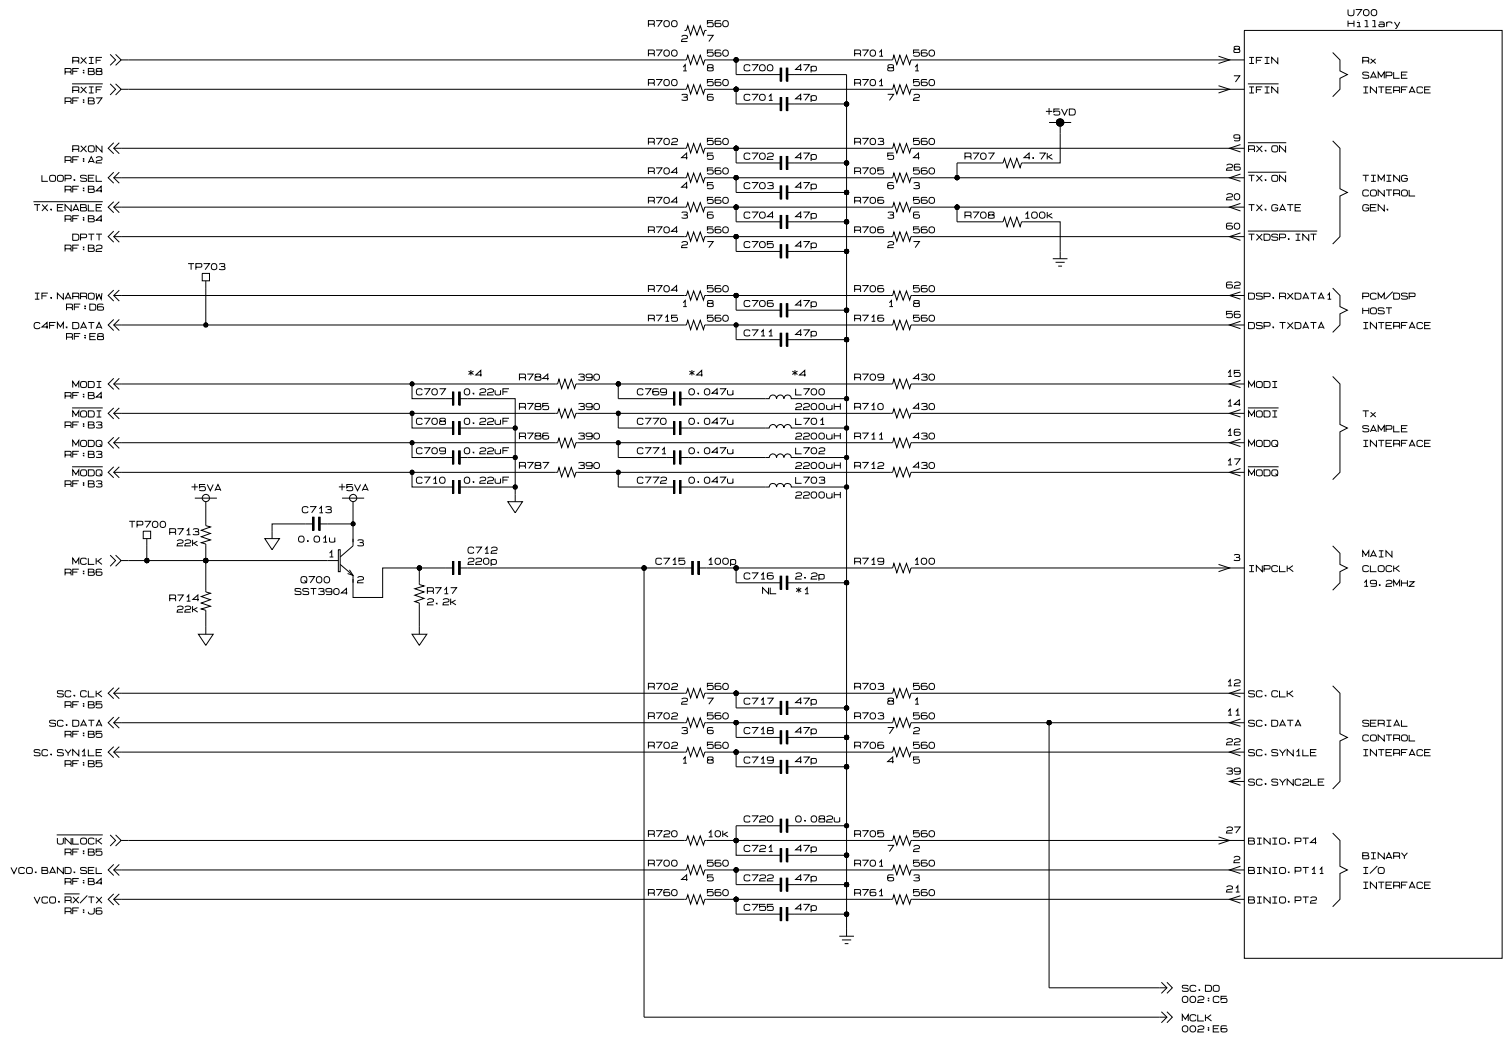 U700
Hillary
R700 560
2 7
RXIF R700 560 R701 560 8 IFIN Rx
RF:B8 1 8 C700 47p 8 1 SAMPLE
RXIF R700 560 R701 560 7 IFIN INTERFACE
RF:B7 3 6 C701 47p 7 2
+5VD
RXON R702 560 R703 560 9 RX.ON
RF:A2 4 5 C702 47p 5 4 R707 4.7k
LOOP.SEL R704 560 R705 560 26 TX.ON TIMING
RF:B4 4 5 C703 47p 6 3 CONTROL
TX.ENABLE R704 560 R706 560 20 TX.GATE GEN.
RF:B4 3 6 C704 47p 3 6 R708 100k
DPTT R704 560 R706 560 60 TXDSP.INT
RF:B2 2 7 C705 47p 2 7
TP703
IF.NARROW R704 560 R706 560 62 DSP.RXDATA1 PCM/DSP
RF:D6 1 8 C706 47p 1 8 HOST
C4FM.DATA R715 560 R716 560 56 DSP.TXDATA INTERFACE
RF:E8 C711 47p
*4 *4 *4
MODI R784 390 R709 430 15 MODI
RF:B4 C707 0.22uF C769 0.047u L700 2200uH Tx
MODI R785 390 R710 430 14 MODI
RF:B3 C708 0.22uF C770 0.047u L701 2200uH SAMPLE
MODQ R786 390 R711 430 16 MODQ INTERFACE
RF:B3 C709 0.22uF C771 0.047u L702 2200uH
MODQ R787 390 R712 430 17 MODQ
RF:B3 C710 0.22uF C772 0.047u L703 2200uH
+5VA +5VA
C713
0.01u
TP700 R713
22k
3
MCLK 1 C712 C715 100p R719 100 3 INPCLK MAIN
RF:B6 220p CLOCK
Q700 2 C716 2.2p 19.2MHz
SST3904 NL *1
R714 R717
22k 2.2k
SC.CLK R702 560 R703 560 12 SC.CLK
RF:B5 2 7 C717 47p 8 1
SC.DATA R702 560 R703 560 11 SC.DATA SERIAL
RF:B5 3 6 C718 47p 7 2 CONTROL
SC.SYN1LE R702 560 R706 560 22 SC.SYN1LE INTERFACE
RF:B5 1 8 C719 47p 4 5
39 SC.SYNC2LE
C720 0.082u
UNLOCK R720 10k R705 560 27 BINIO.PT4
RF:B5 C721 47p 7 2 BINARY
VCO.BAND.SEL R700 560 R701 560 2 BINIO.PT11 I/O
RF:B4 4 5 C722 47p 6 3 INTERFACE
VCO.RX/TX R760 560 R761 560 21 BINIO.PT2
RF:J6 C755 47p
SC.DO
002:C5
MCLK
002:E6